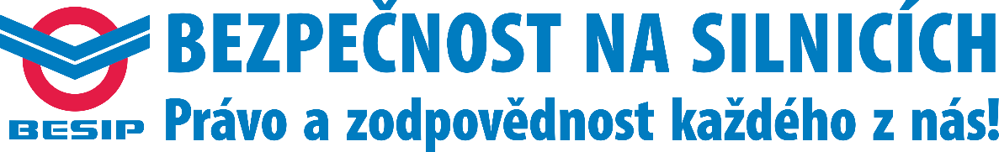 BESIP
BEZPEČNOST NA SILNICÍCH
Právo a zodpovědnost každého z nás!